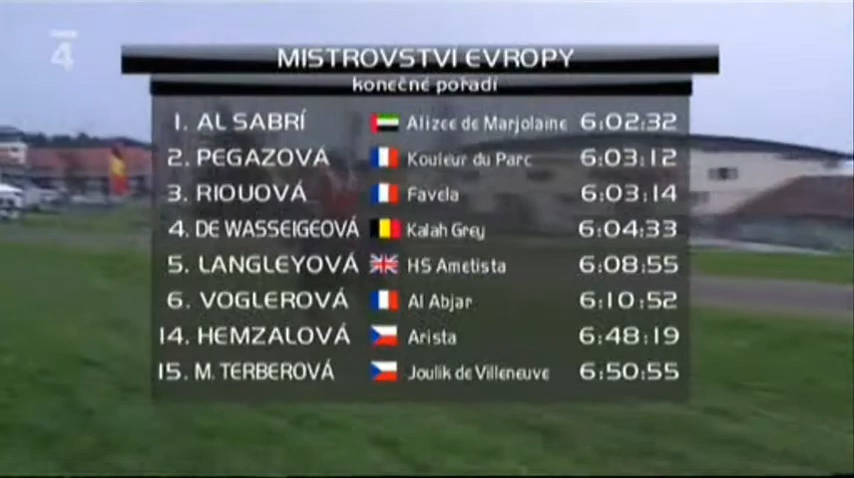 4
MISTROVSTVÍ EVROPY
konečné pořadí
1. AL SABRÍ Alizee de Marjolaine 6:02:32
2. PEGAZOVÁ Kouleur du Parc 6:03:12
3. RIOUOVÁ Favela 6:03:14
4. DE WASSEIGEOVÁ Kalah Grey 6:04:33
5. LANGLEYOVÁ HS Ametista 6:08:55
6. VOGLEROVÁ Al Abjar 6:10:52
14. HEMZALOVÁ Arista 6:48:19
15. M. TERBEROVÁ Joulik de Villeneuve 6:50:55